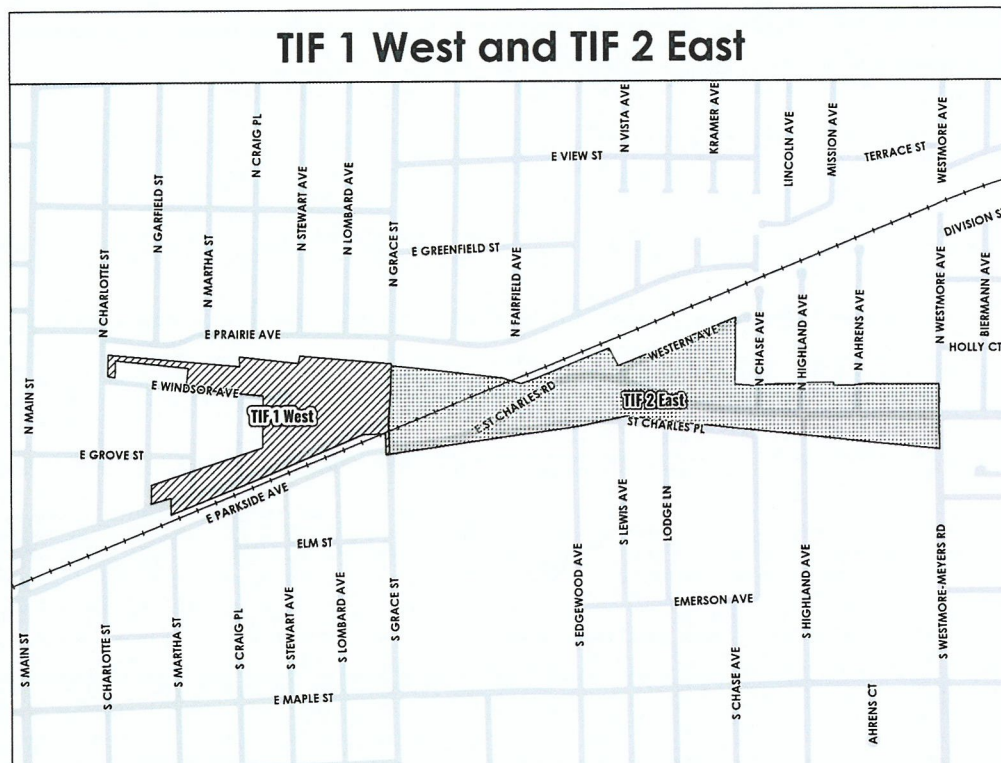 TIF 1 West and TIF 2 East
N VISTA AVE
KRAMER AVE
LINCOLN AVE
MISSION AVE
TERRACE ST
WESTMORE AVE
E VIEW ST
N CRAIG PL
N GARFIELD ST
N STEWART AVE
N LOMBARD AVE
N GRACE ST
E GREENFIELD ST
DIVISION S
N MARTHA ST
N CHARLOTTE ST
N FAIRFIELD AVE
N WESTMORE AVE
BIERMANN AVE
E PRAIRIE AVE
WESTERN AVE
N CHASE AVE
N HIGHLAND AVE
N AHRENS AVE
HOLLY CT
N MAIN ST
E WINDSOR AVE
TIF 1 West
E ST CHARLES RD
TIF 2 East
ST CHARLES PL
E GROVE ST
E PARKSIDE AVE
ELM ST
S LEWIS AVE
LODGE LN
S MAIN ST
S CHARLOTTE ST
S MARTHA ST
S CRAIG PL
S STEWART AVE
S LOMBARD AVE
S GRACE ST
S EDGEWOOD AVE
EMERSON AVE
S HIGHLAND AVE
S WESTMORE-MEYERS RD
E MAPLE ST
S CHASE AVE
AHRENS CT